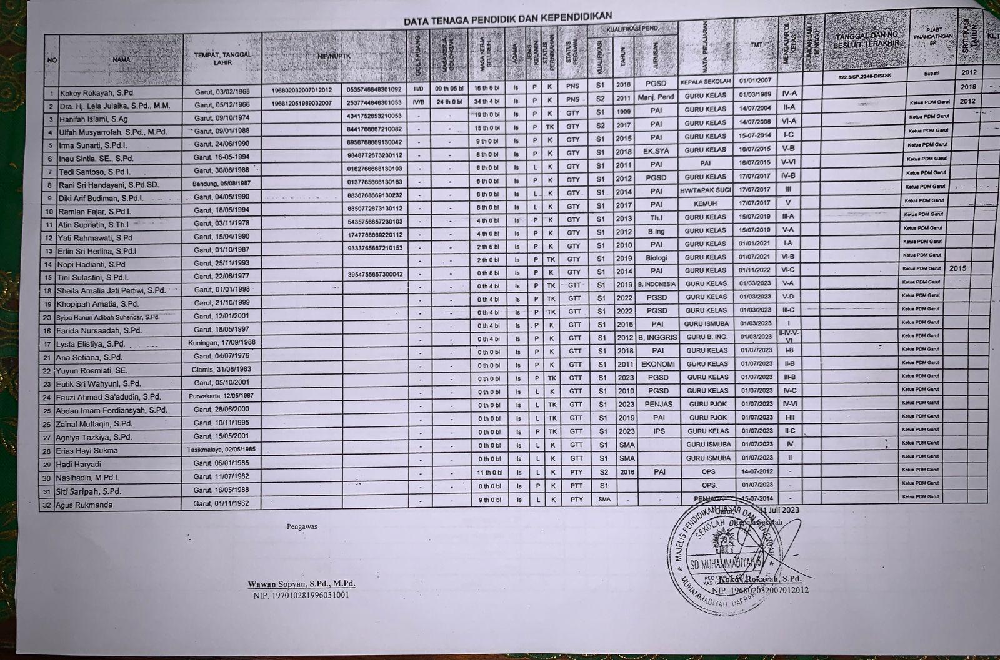 DATA TENAGA PENDIDIK DAN KEPENDIDIKAN
NO NAMA TEMPAT, TANGGAL LAHIR NIP/NUPTK GOL / RUANG MASA KERJA GOLONGAN MASA KERJA SELURUH AGAMA JENIS KELAMIN STATUS PERNIKAHAN STATUS PEGAWAI KUALIFIKASI PEND. KUALIFIKASI TAHUN JURUSAN MATA PELAJARAN TMT MENGAJAR DI KELAS JUMLAH JAM / MINGGU TANGGAL DAN NO BESLUIT TERAKHIR PJABT PNANDATNGAN SK SRTIFIKASI TAHUN KET
1 Kokoy Rokayah, S.Pd. Garut, 03/02/1968 196802032007012012 0535746648301092 III/D 09 th 05 bl 16 th 6 bl Is P K PNS S1 2016 PGSD KEPALA SEKOLAH 01/01/2007 822.3/SP.2348-DISDIK Bupati 2012
2 Dra. Hj. Lela Julaika, S.Pd., M.M. Garut, 05/12/1966 196612051989032007 2537744646301053 IV/B 24 th 0 bl 34 th 4 bl Is P K PNS S2 2011 Manj. Pend GURU KELAS 01/03/1989 IV-A 2018
3 Hanifah Islami, S.Ag Garut, 09/10/1974 4341752653210053 - - 19 th 0 bl Is P K GTY S1 1999 PAI GURU KELAS 14/07/2004 II-A Ketua PDM Garut 2012
4 Ulfah Musyarrofah, S.Pd., M.Pd. Garut, 09/01/1988 8441766667210082 - - 15 th 0 bl Is P TK GTY S2 2017 PAI GURU KELAS 14/07/2008 VI-A Ketua PDM Garut
5 Irma Sunarti, S.Pd.I. Garut, 24/06/1990 6956768669130042 - - 9 th 0 bl Is P K GTY S1 2015 PAI GURU KELAS 15-07-2014 I-C Ketua PDM Garut
6 Ineu Sintia, SE., S.Pd. Garut, 16-05-1994 9848772673230112 - - 8 th 0 bl Is P K GTY S1 2018 EK.SYA GURU KELAS 16/07/2015 V-B Ketua PDM Garut
7 Tedi Santoso, S.Pd.I. Garut, 30/08/1988 0162766668130103 - - 8 th 0 bl Is L K GTY S1 2011 PAI PAI 16/07/2015 V-VI Ketua PDM Garut
8 Rani Sri Handayani, S.Pd.SD. Bandung, 05/08/1987 0137765666130163 - - 6 th 0 bl Is P K GTY S1 2012 PGSD GURU KELAS 17/07/2017 IV-B Ketua PDM Garut
9 Diki Arif Budiman, S.Pd.I. Garut, 04/05/1990 8836768669130232 - - 6 th 0 bl Is L K GTY S1 2014 PAI HW/TAPAK SUCI 17/07/2017 III Ketua PDM Garut
10 Ramlan Fajar, S.Pd.I. Garut, 18/05/1994 8850772673130112 - - 6 th 0 bl Is L K GTY S1 2017 PAI KEMUH 17/07/2017 V Ketua PDM Garut
11 Atin Supriatin, S.Th.I Garut, 03/11/1978 5435756657230103 - - 4 th 0 bl Is P K GTY S1 2013 Th.I GURU KELAS 15/07/2019 III-A Ketua PDM Garut
12 Yati Rahmawati, S.Pd Garut, 15/04/1990 1747768669220112 - - 4 th 0 bl Is P K GTY S1 2012 B.Ing GURU KELAS 15/07/2019 V-A Ketua PDM Garut
13 Erlin Sri Herlina, S.Pd.I Garut, 01/10/1987 9333765667210153 - - 2 th 6 bl Is P K GTY S1 2010 PAI GURU KELAS 01/01/2021 I-A Ketua PDM Garut
14 Nopi Hadianti, S.Pd Garut, 25/11/1993 - - 2 th 0 bl Is P TK GTY S1 2019 Biologi GURU KELAS 01/07/2021 VI-B Ketua PDM Garut
15 Tini Sulastini, S.Pd.I. Garut, 22/06/1977 3954755657300042 - - 0 th 8 bl Is P K GTY S1 2014 PAI GURU KELAS 01/11/2022 VI-C Ketua PDM Garut 2015
18 Sheila Amalia Jati Pertiwi, S.Pd. Garut, 01/01/1998 - - 0 th 4 bl Is P TK GTT S1 2019 B. INDONESIA GURU KELAS 01/03/2023 V-A Ketua PDM Garut
19 Khopipah Amatia, S.Pd. Garut, 21/10/1999 - - 0 th 4 bl Is P TK GTT S1 2022 PGSD GURU KELAS 01/03/2023 V-D Ketua PDM Garut
20 Syipa Hanun Adibah Suhendar, S.Pd. Garut, 12/01/2001 - - 0 th 4 bl Is P TK GTT S1 2022 PGSD GURU KELAS 01/03/2023 III-C Ketua PDM Garut
16 Farida Nursaadah, S.Pd Garut, 18/05/1997 - - 0 th 4 bl Is P K GTT S1 2016 PAI GURU ISMUBA 01/03/2023 I Ketua PDM Garut
17 Lysta Elistiya, S.Pd. Kuningan, 17/09/1988 - - 0 th 4 bl Is P K GTT S1 2012 B, INGGRIS GURU B. ING. 01/03/2023 II-IV-V-VI Ketua PDM Garut
21 Ana Setiana, S.Pd. Garut, 04/07/1976 - - 0 th 0 bl Is P K GTT S1 2018 PAI GURU KELAS 01/07/2023 I-B Ketua PDM Garut
22 Yuyun Rosmiati, SE. Ciamis, 31/08/1983 - - 0 th 0 bl Is P K GTT S1 2011 EKONOMI GURU KELAS 01/07/2023 II-B Ketua PDM Garut
23 Eutik Sri Wahyuni, S.Pd. Garut, 05/10/2001 - - 0 th 0 bl Is P TK GTT S1 2023 PGSD GURU KELAS 01/07/2023 III-B Ketua PDM Garut
24 Fauzi Ahmad Sa'adudin, S.Pd. Purwakarta, 12/05/1987 - - 0 th 0 bl Is L K GTT S1 2010 PGSD GURU KELAS 01/07/2023 IV-C Ketua PDM Garut
25 Abdan Imam Ferdiansyah, S.Pd. Garut, 28/06/2000 - - 0 th 0 bl Is L TK GTT S1 2023 PENJAS GURU PJOK 01/07/2023 IV-VI Ketua PDM Garut
26 Zainal Muttaqin, S.Pd. Garut, 10/11/1995 - - 0 th 0 bl Is L TK GTT S1 2019 PAI GURU PJOK 01/07/2023 I-III Ketua PDM Garut
27 Agniya Tazkiya, S.Pd. Garut, 15/05/2001 - - 0 th 0 bl Is P TK GTT S1 2023 IPS GURU KELAS 01/07/2023 II-C Ketua PDM Garut
28 Erias Hayi Sukma Tasikmalaya, 02/05/1985 - - 0 th 0 bl Is L K GTT S1 SMA GURU ISMUBA 01/07/2023 IV Ketua PDM Garut
29 Hadi Haryadi Garut, 06/01/1985 - - 0 th 0 bl Is L K GTT S1 SMA GURU ISMUBA 01/07/2023 II Ketua PDM Garut
30 Nasihadin, M.Pd.I. Garut, 11/07/1982 - - 11 th 0 bl Is L K PTY S2 2016 PAI OPS 14-07-2012 - Ketua PDM Garut
31 Siti Saripah, S.Pd. Garut, 16/05/1988 - - 0 th 0 bl Is P K PTT S1 OPS. 01/07/2023 - Ketua PDM Garut
32 Agus Rukmanda Garut, 01/11/1962 - - 9 th 0 bl Is L K PTY SMA - - PENJAGA 15-07-2014 - Ketua PDM Garut
Garut, 31 Juli 2023
Pengawas Kepala Sekolah
MAJELIS PENDIDIKAN DASAR DAN MENENGAH
SEKOLAH DASAR
SD MUHAMMADIYAH 5
MUHAMMADIYAH DAERAH
Wawan Sopyan, S.Pd., M.Pd. Kokoy Rokayah, S.Pd.
NIP. 197010281996031001 NIP. 196802032007012012